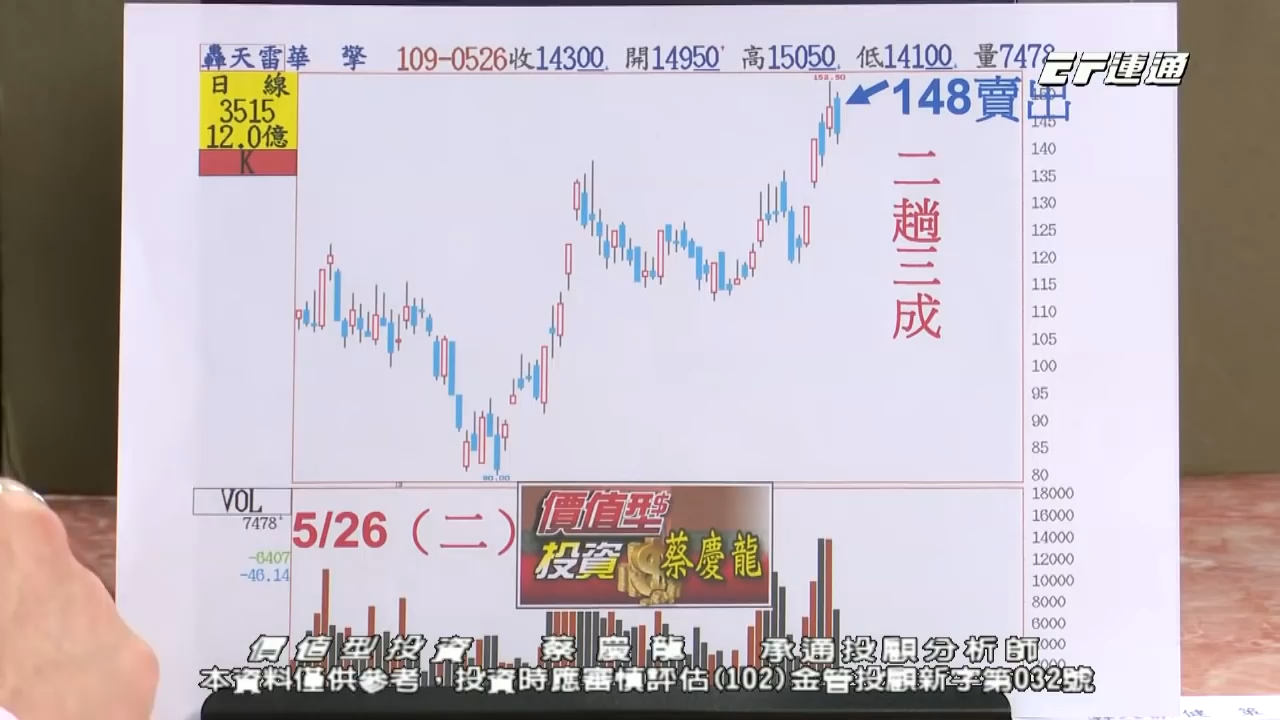 轟天雷華 擎 109-0526收14300 開14950 高15050 低14100 量7478
ET運通
日 線
3515
12.0億
K
152.50
148賣出
150
145
140
135
130
125
120
115
110
105
100
95
90
85
80
二趟三成
80.00
VOL
7478
-6407
-46.14
5/26（二）
18000
16000
14000
12000
10000
8000
6000
價值型$
投資 蔡慶龍
價值型投資 蔡慶龍 承通投顧分析師
本資料僅供參考，投資時應審慎評估(102)金管投顧新字第032號